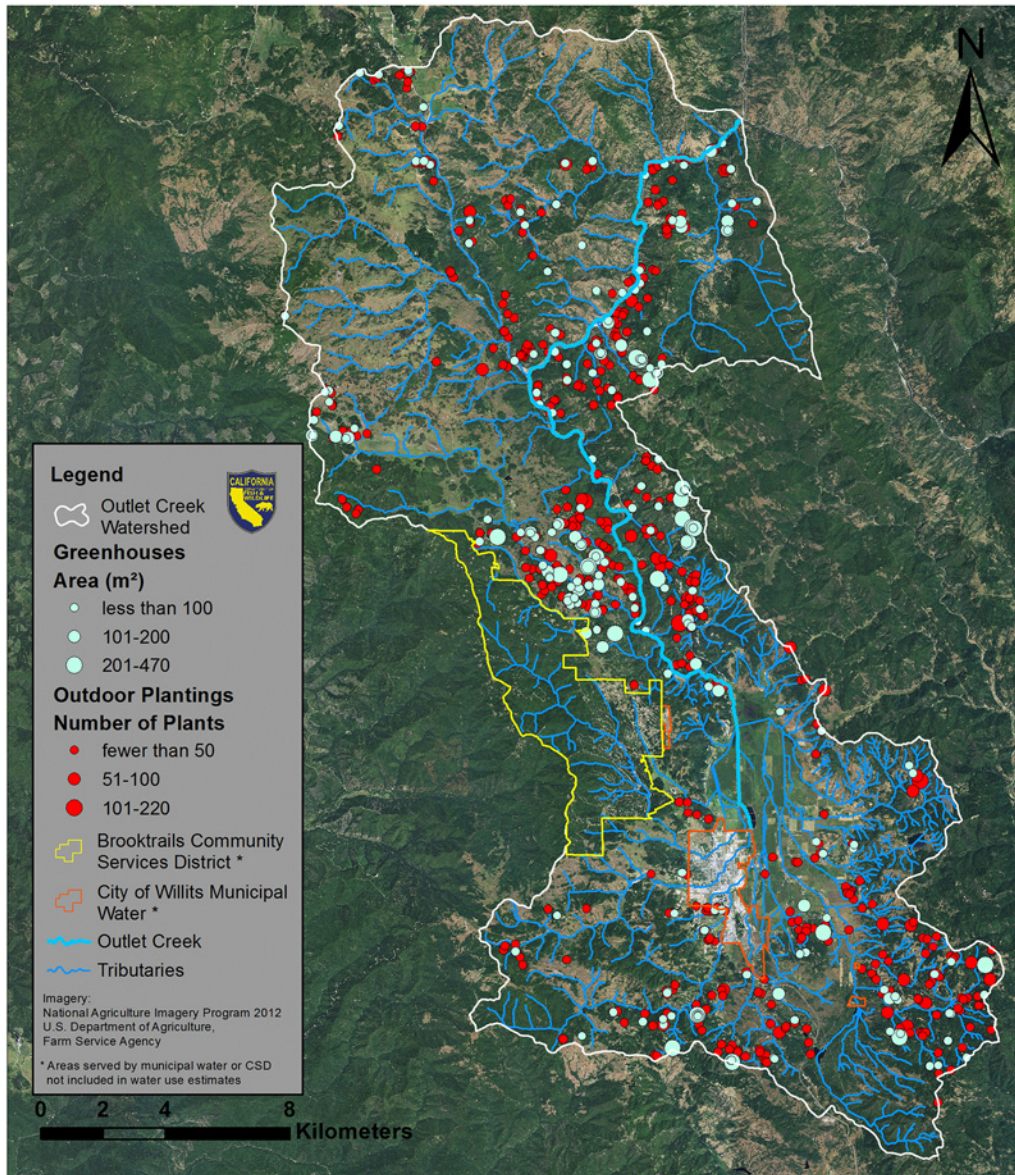 N
Legend
CALIFORNIA
FISH &
WILDLIFE
Outlet Creek
Watershed
Greenhouses
Area (m²)
less than 100
101-200
201-470
Outdoor Plantings
Number of Plants
fewer than 50
51-100
101-220
Brooktrails Community
Services District *
City of Willits Municipal
Water *
Outlet Creek
Tributaries
Imagery:
National Agriculture Imagery Program 2012
U.S. Department of Agriculture,
Farm Service Agency
* Areas served by municipal water or CSD
not included in water use estimates
0 2 4 8
Kilometers